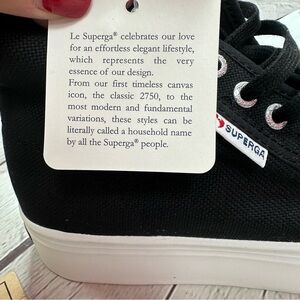 Le Superga® celebrates our love
for an effortless elegant lifestyle,
which represents the very
essence of our design.
From our first timeless canvas
icon, the classic 2750, to the
most modern and fundamental
variations, these styles can be
literally called a household name
by all the Superga® people.
SUPERGA